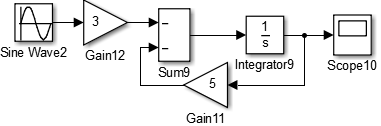 3
Sine Wave2
Gain12
−
−
Sum9
1
s
Integrator9
Scope10
5
Gain11